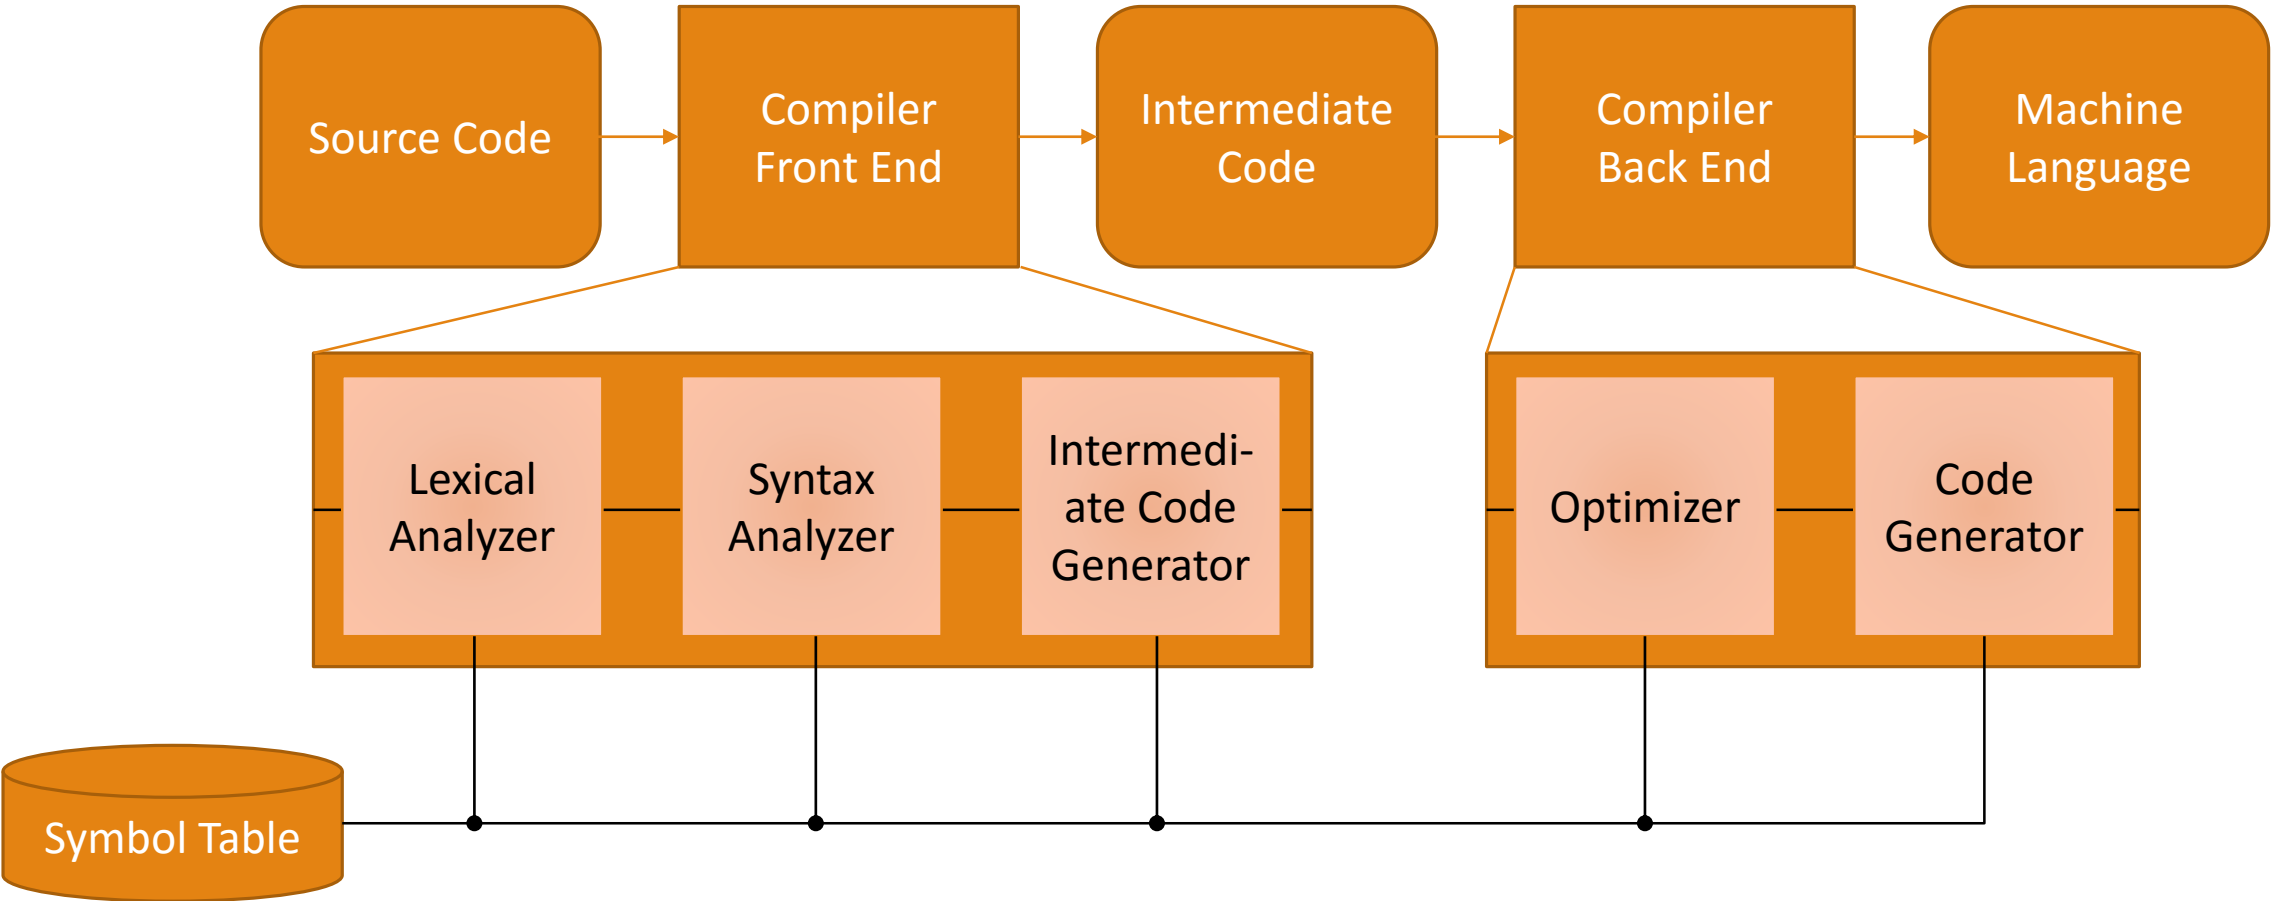 Source Code
Compiler
Front End
Intermediate
Code
Compiler
Back End
Machine
Language
Lexical
Analyzer
Syntax
Analyzer
Intermedi-
ate Code
Generator
Optimizer
Code
Generator
Symbol Table